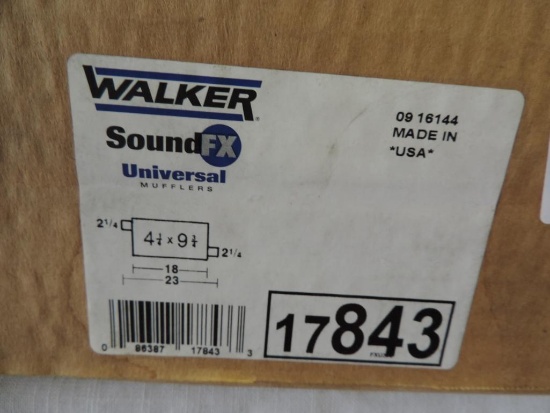 WALKER
SoundFX
Universal
MUFFLERS
09 16144
MADE IN
*USA*
2 1/4
4 1/4 x 9 3/4
2 1/4
18
23
17843
0 86387 17843 3